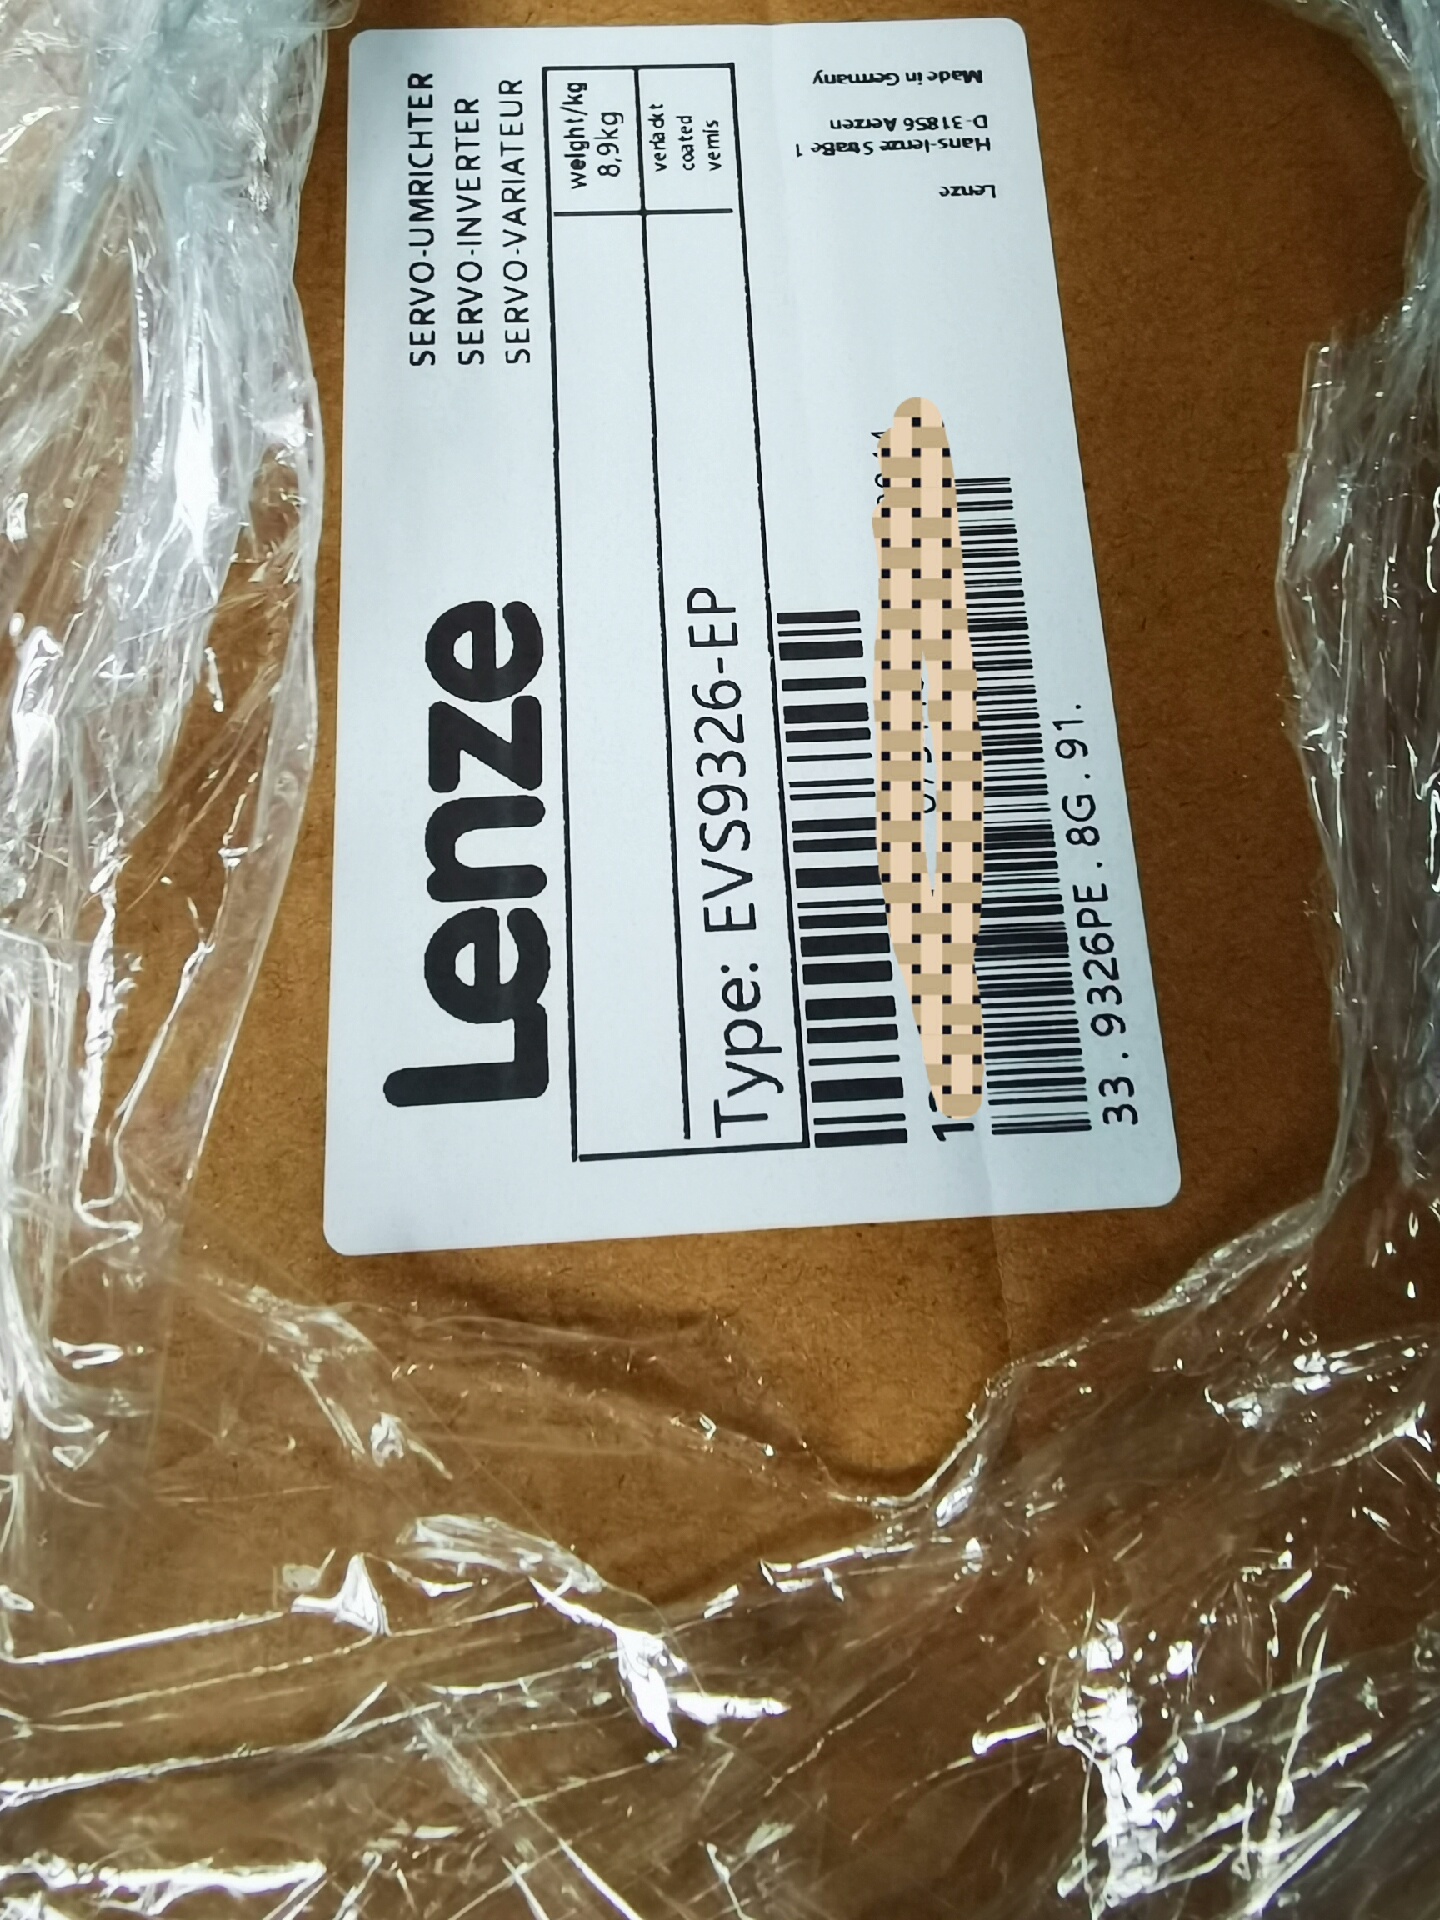 Lenze
SERVO-UMRICHTER
SERVO-INVERTER
SERVO-VARIATEUR
weight/kg
8,9kg
verlackt
coated
vernis
Type: EVS9326-EP
33.9326PE.8G.91.
Lenze
Hans-lenze Straße 1
D-31856 Aerzen
Made in Germany